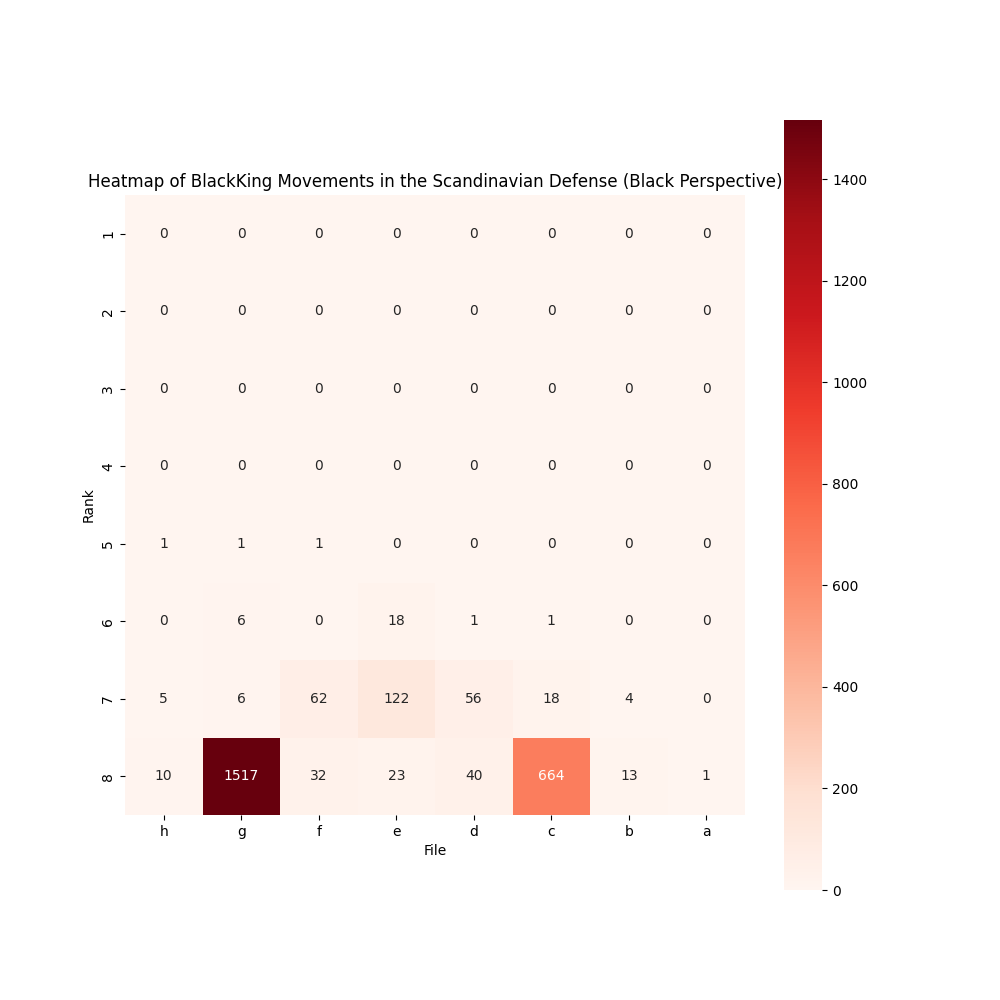 Heatmap of BlackKing Movements in the Scandinavian Defense (Black Perspective)
1 0 0 0 0 0 0 0 0
2 0 0 0 0 0 0 0 0
3 0 0 0 0 0 0 0 0
4 0 0 0 0 0 0 0 0
5 1 1 1 0 0 0 0 0
6 0 6 0 18 1 1 0 0
7 5 6 62 122 56 18 4 0
8 10 1517 32 23 40 664 13 1
h g f e d c b a
File
Rank
1400
1200
1000
800
600
400
200
0